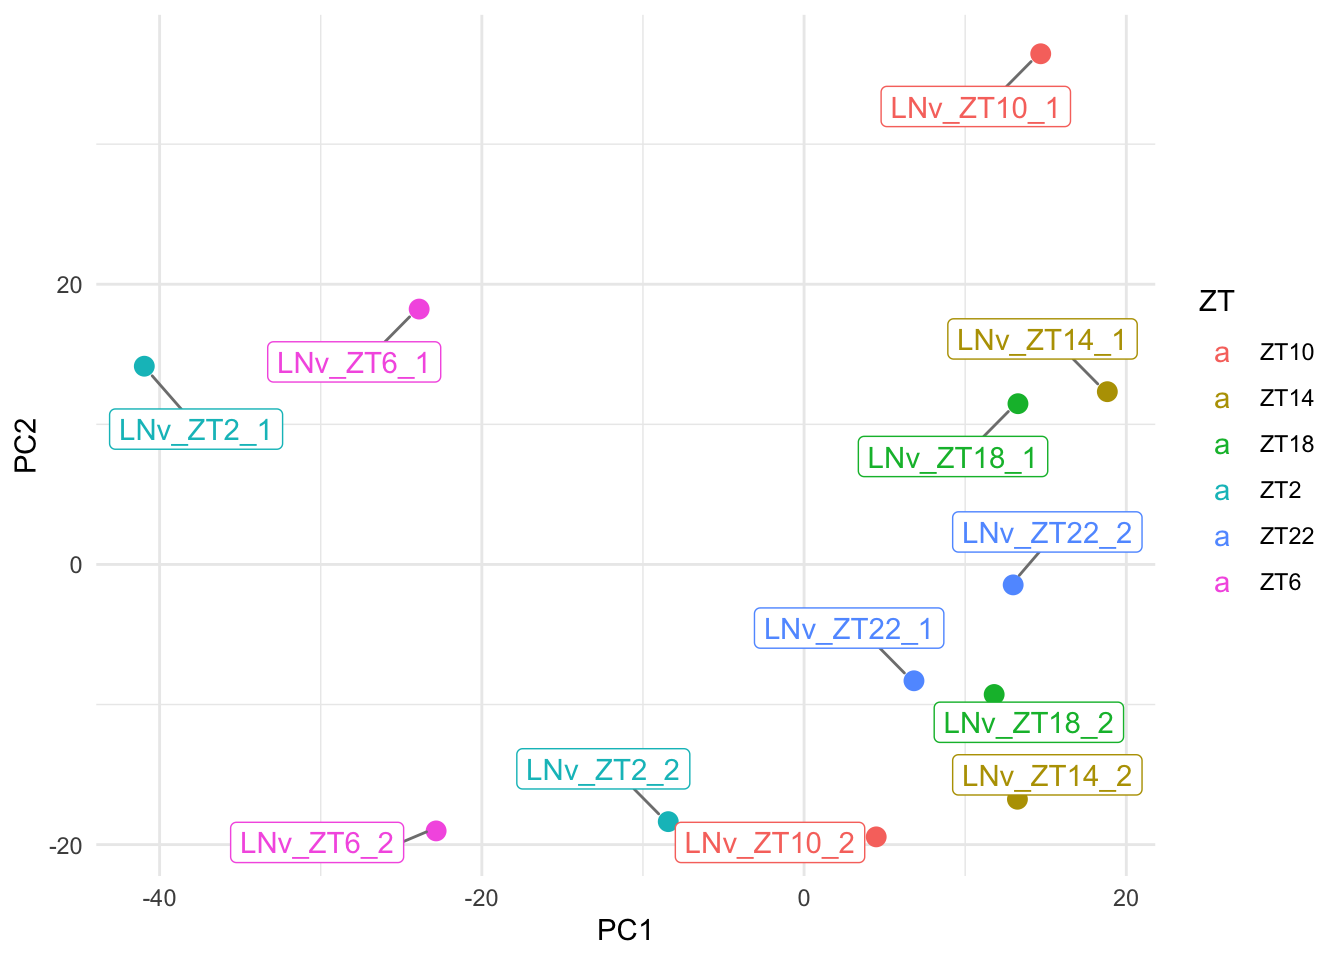 LNv_ZT10_1
20
LNv_ZT14_1
LNv_ZT6_1
LNv_ZT2_1
LNv_ZT18_1
LNv_ZT22_2
0
LNv_ZT22_1
LNv_ZT18_2
LNv_ZT2_2
LNv_ZT14_2
LNv_ZT6_2
LNv_ZT10_2
-20
-40
-20
0
20
PC1
PC2
ZT
a ZT10
a ZT14
a ZT18
a ZT2
a ZT22
a ZT6